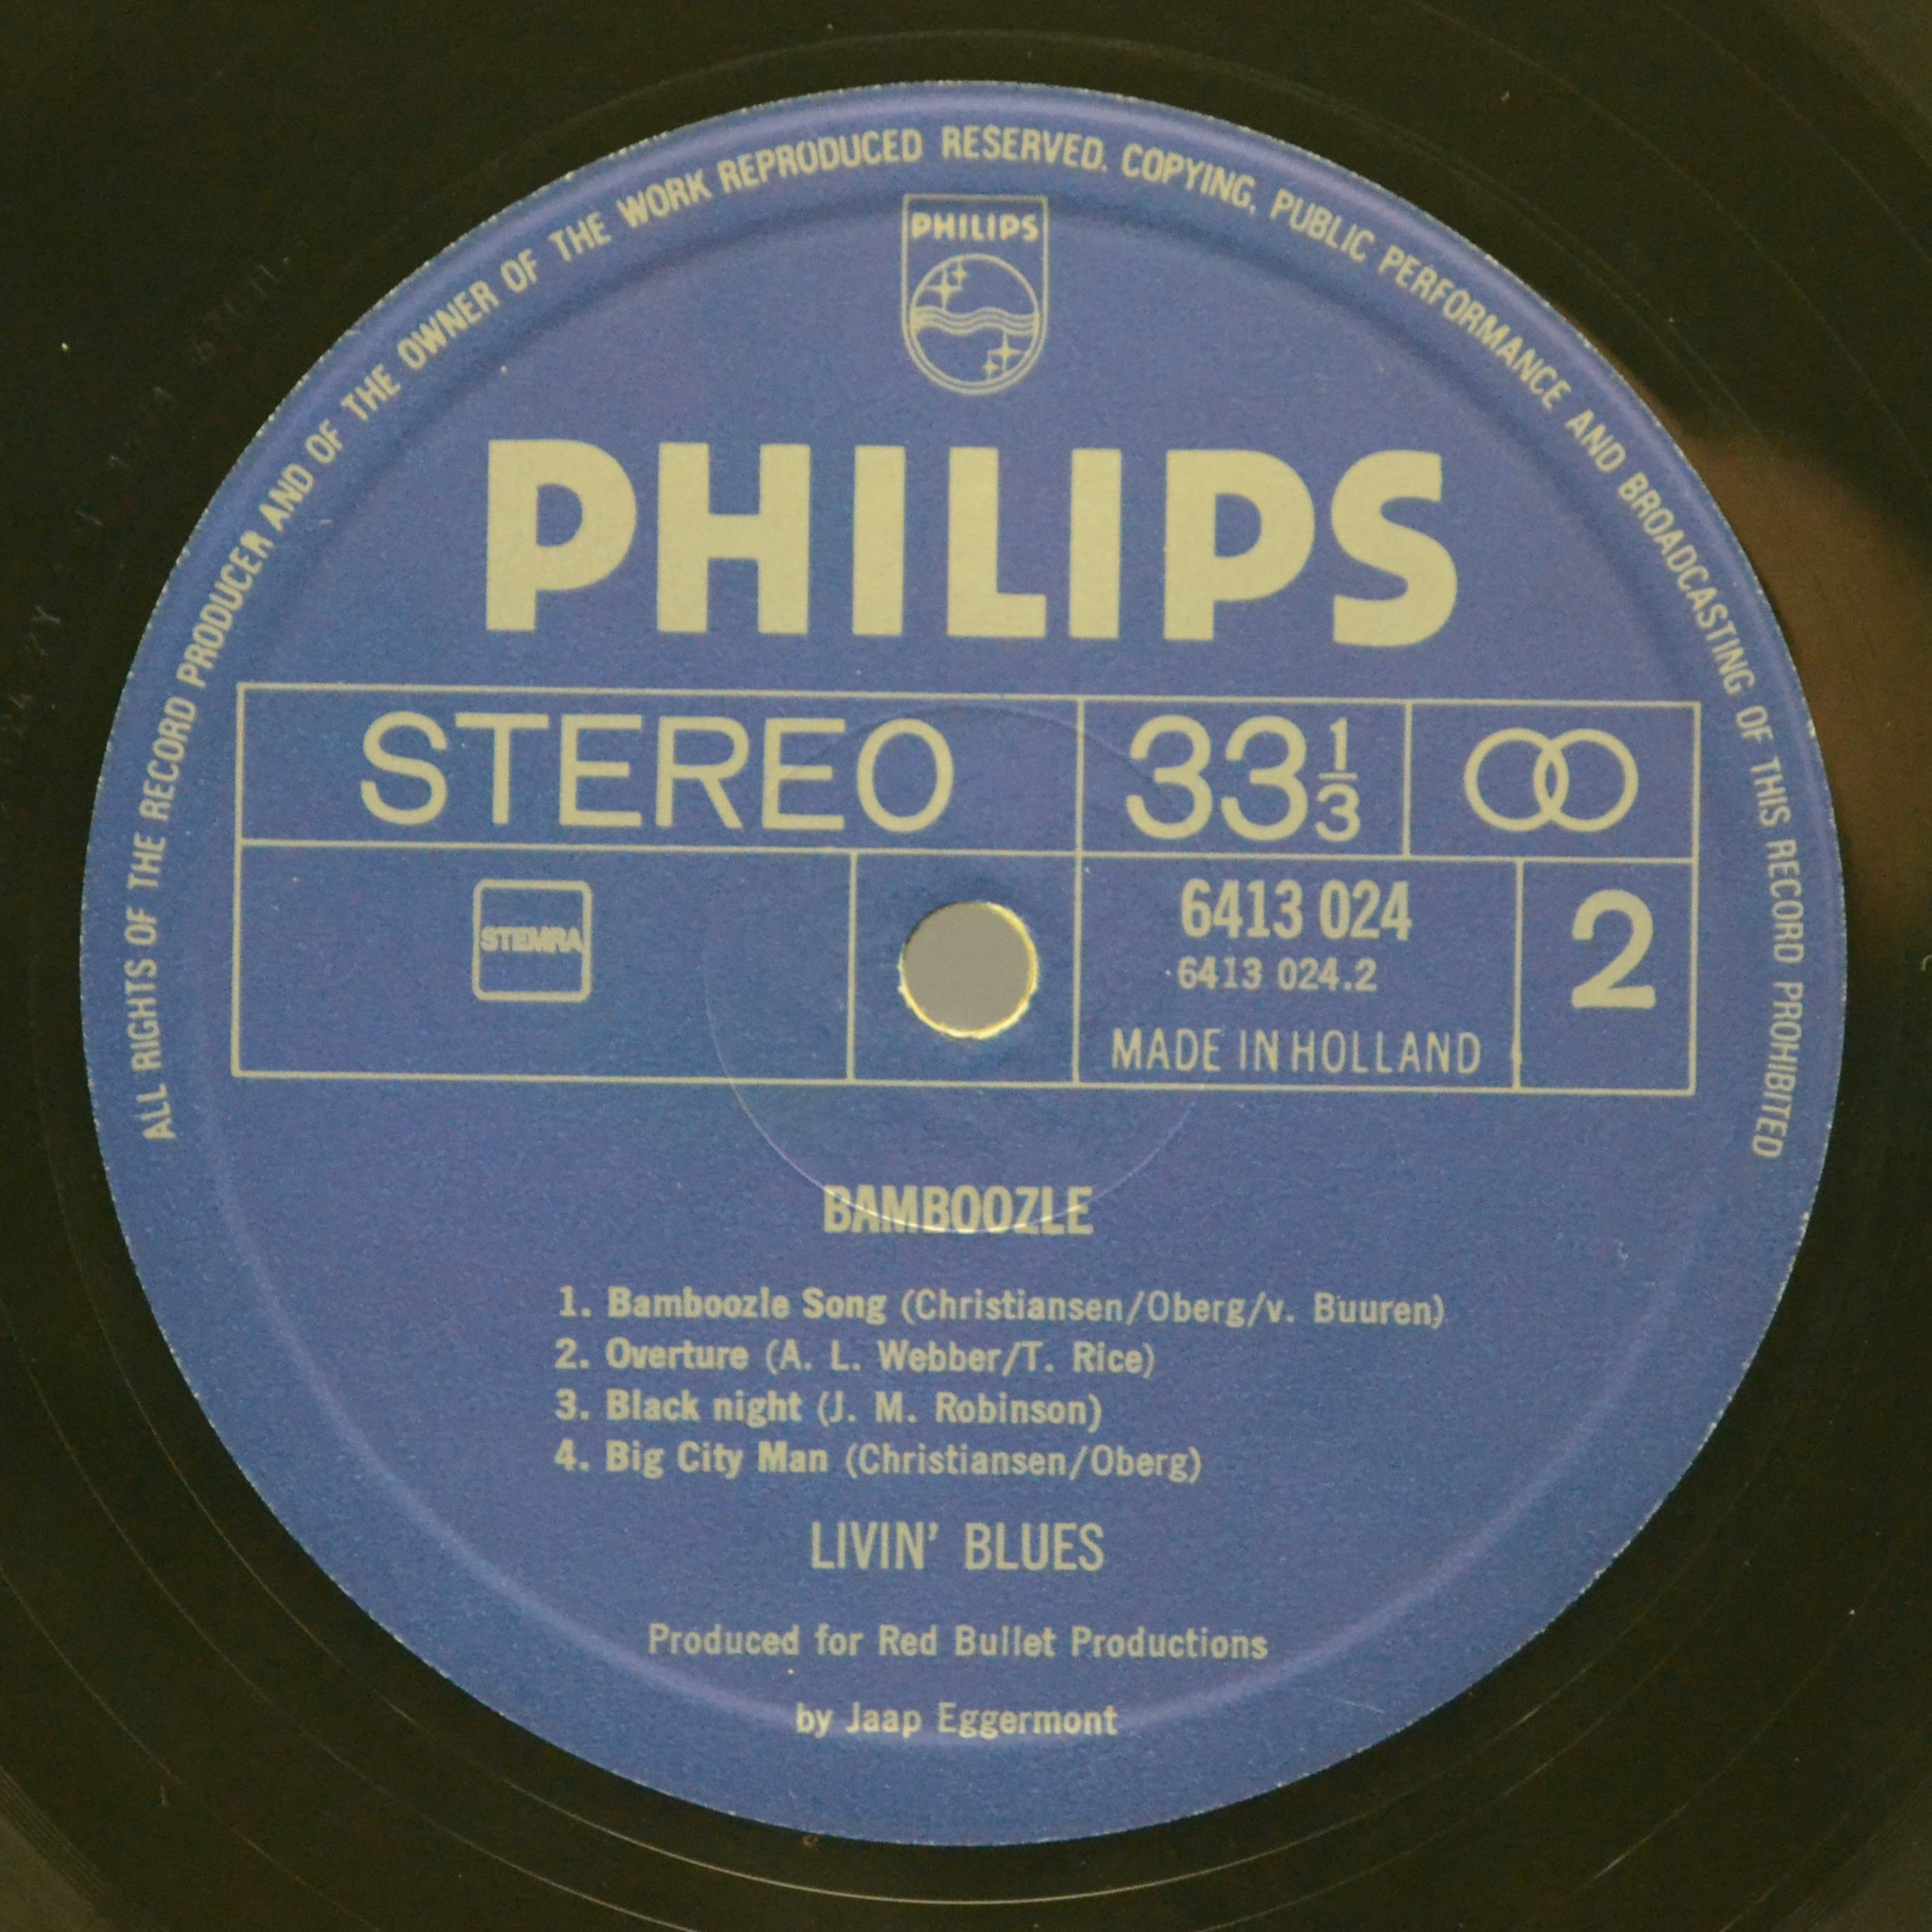 ALL RIGHTS OF THE RECORD PRODUCER AND OF THE OWNER OF THE WORK REPRODUCED RESERVED. COPYING, PUBLIC PERFORMANCE AND BROADCASTING OF THIS RECORD PROHIBITED
PHILIPS
PHILIPS
STEREO 33 1/3
STEMRA
6413 024
6413 024.2
MADE IN HOLLAND
2
BAMBOOZLE
1. Bamboozle Song (Christiansen/Oberg/v. Buuren)
2. Overture (A. L. Webber/T. Rice)
3. Black night (J. M. Robinson)
4. Big City Man (Christiansen/Oberg)
LIVIN' BLUES
Produced for Red Bullet Productions
by Jaap Eggermont